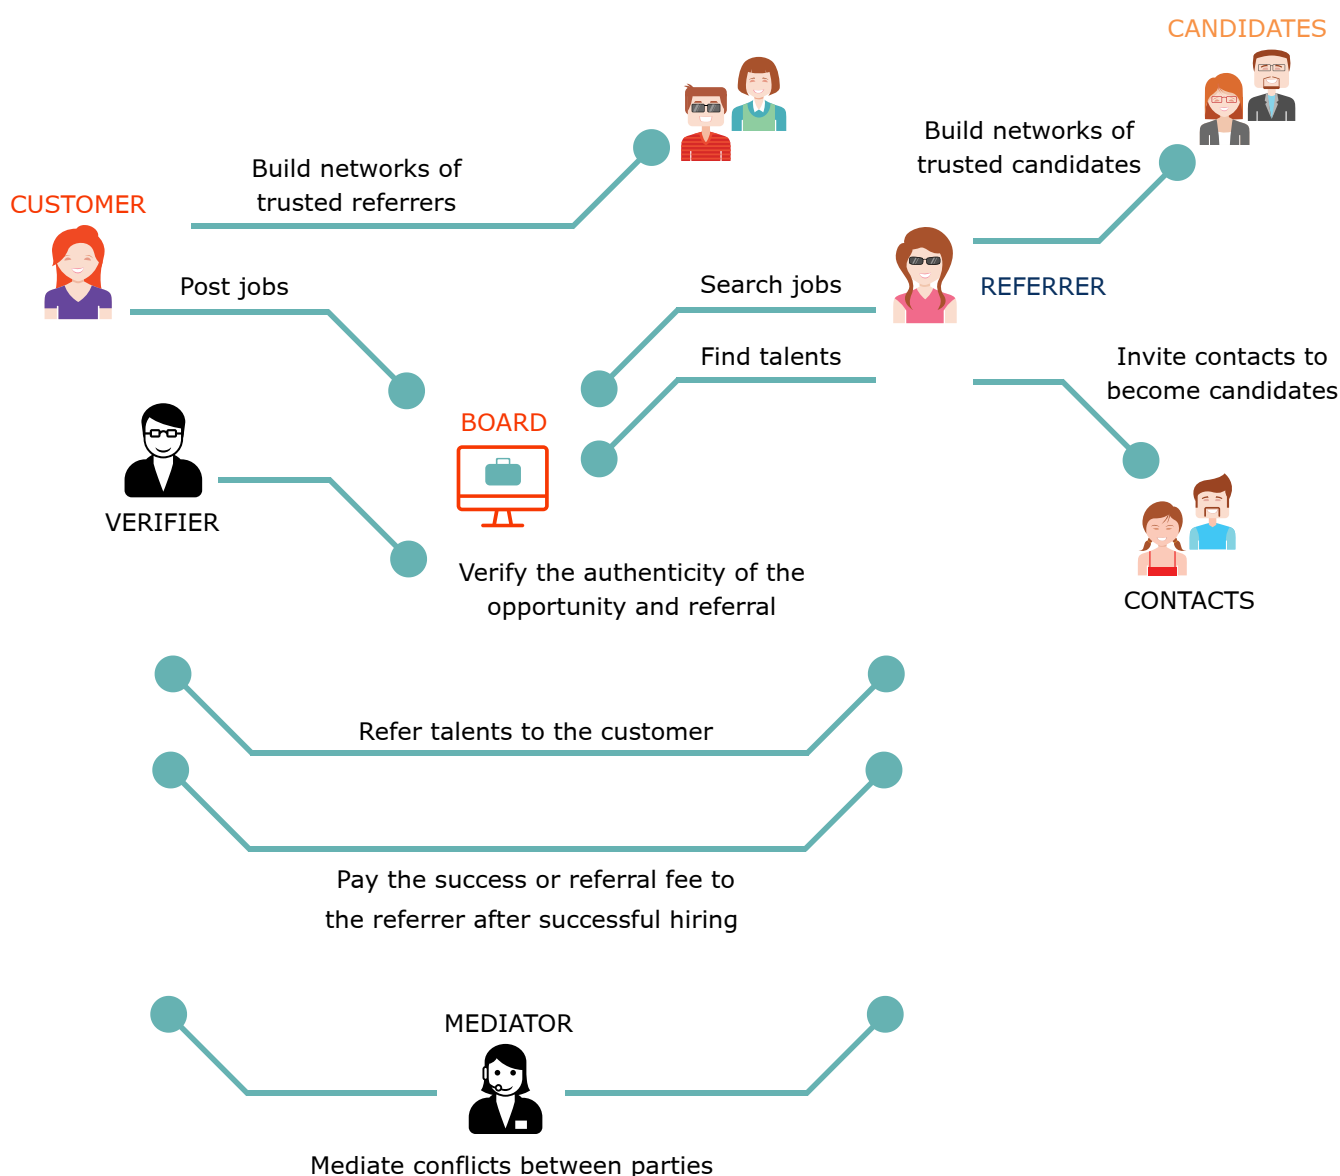 CANDIDATES
Build networks of
trusted candidates
Build networks of
trusted referrers
CUSTOMER
Post jobs
Search jobs
REFERRER
Find talents
Invite contacts to
become candidates
BOARD
VERIFIER
Verify the authenticity of the
opportunity and referral
CONTACTS
Refer talents to the customer
Pay the success or referral fee to
the referrer after successful hiring
MEDIATOR
Mediate conflicts between parties